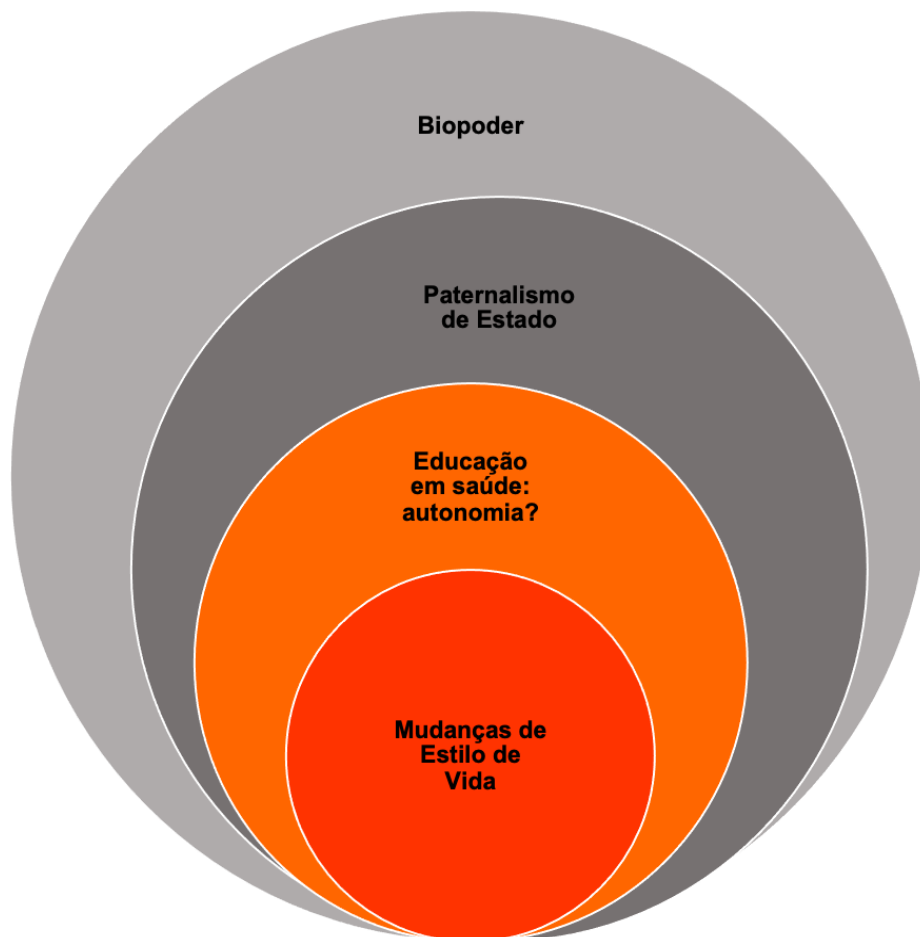 Biopoder
Paternalismo
de Estado
Educação
em saúde:
autonomia?
Mudanças de
Estilo de
Vida